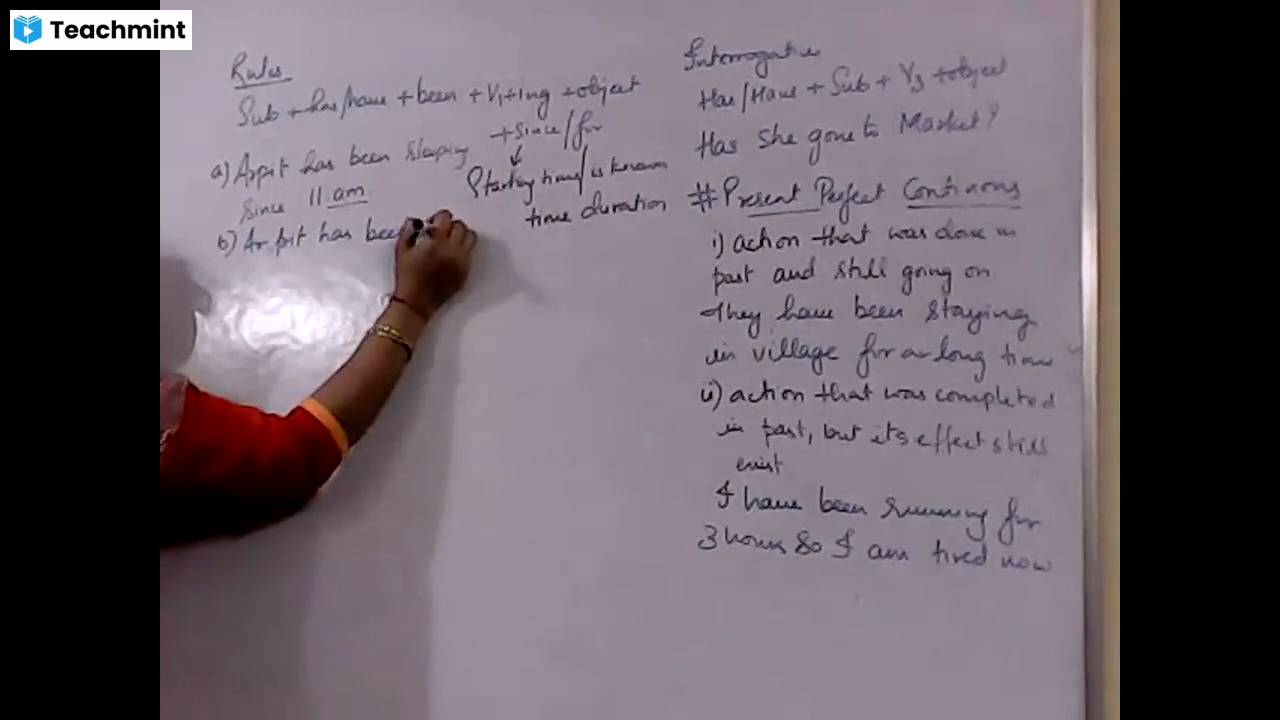 Teachmint
Rules
Sub + has/have + been + V1+ing + object
+ since / for
a) Arpit has been sleeping
since 11 am
Starting time / is known
time duration
b) Arpit has been
Interrogative
Has/Have + Sub + V3 + object
Has She gone to Market?
# Present Perfect Continous
i) action that was done in
past and still going on
They have been staying
in village for a long time
ii) action that was completed
in past, but its effect still
exist
I have been running for
3 hours So I am tired now